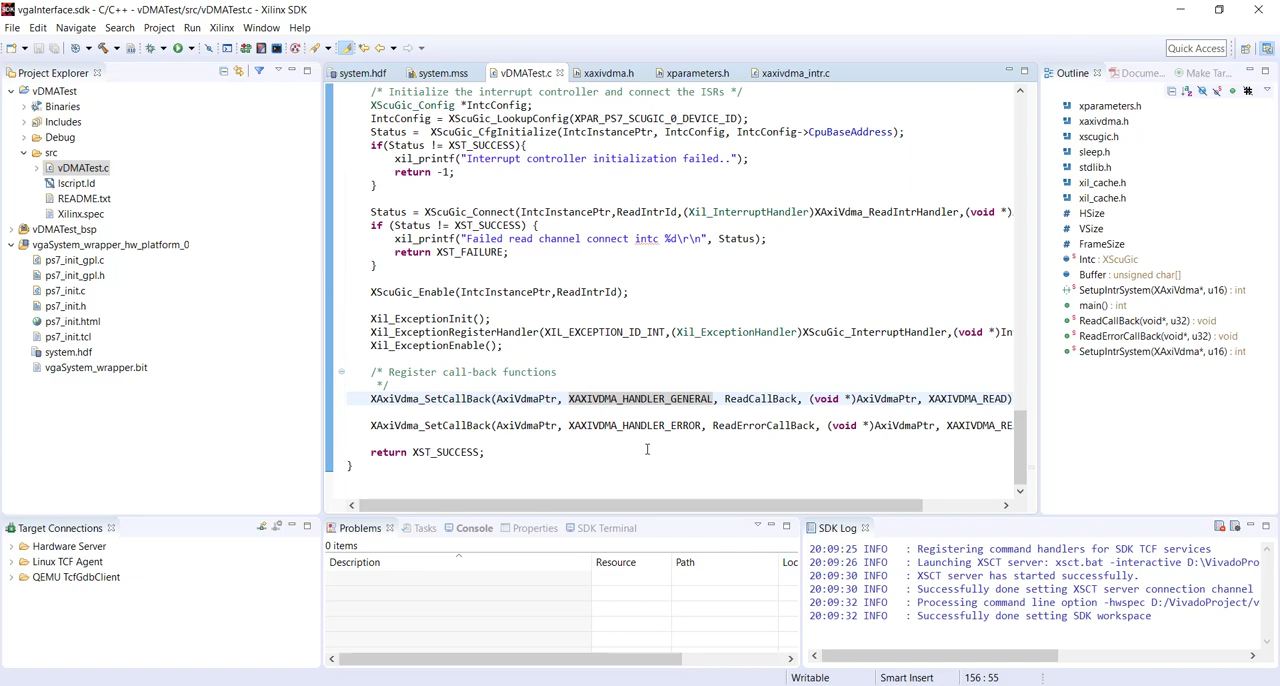 vgaInterface.sdk - C/C++ - vDMATest/src/vDMATest.c - Xilinx SDK
File Edit Navigate Search Project Run Xilinx Window Help
Quick Access
Project Explorer
vDMATest
Binaries
Includes
Debug
src
vDMATest.c
lscript.ld
README.txt
Xilinx.spec
vDMATest_bsp
vgaSystem_wrapper_hw_platform_0
ps7_init_gpl.c
ps7_init_gpl.h
ps7_init.c
ps7_init.h
ps7_init.html
ps7_init.tcl
system.hdf
vgaSystem_wrapper.bit
system.hdf system.mss vDMATest.c xaxivdma.h xparameters.h xaxivdma_intr.c
/* Initialize the interrupt controller and connect the ISRs */
XScuGic_Config *IntcConfig;
IntcConfig = XScuGic_LookupConfig(XPAR_PS7_SCUGIC_0_DEVICE_ID);
Status = XScuGic_CfgInitialize(IntcInstancePtr, IntcConfig, IntcConfig->CpuBaseAddress);
if(Status != XST_SUCCESS){
xil_printf("Interrupt controller initialization failed..");
return -1;
}
Status = XScuGic_Connect(IntcInstancePtr,ReadIntrId,(Xil_InterruptHandler)XAxiVdma_ReadIntrHandler,(void *)
if (Status != XST_SUCCESS) {
xil_printf("Failed read channel connect intc %d\r\n", Status);
return XST_FAILURE;
}
XScuGic_Enable(IntcInstancePtr,ReadIntrId);
Xil_ExceptionInit();
Xil_ExceptionRegisterHandler(XIL_EXCEPTION_ID_INT,(Xil_ExceptionHandler)XScuGic_InterruptHandler,(void *)In
Xil_ExceptionEnable();
/* Register call-back functions
*/
XAxiVdma_SetCallBack(AxiVdmaPtr, XAXIVDMA_HANDLER_GENERAL, ReadCallBack, (void *)AxiVdmaPtr, XAXIVDMA_READ)
XAxiVdma_SetCallBack(AxiVdmaPtr, XAXIVDMA_HANDLER_ERROR, ReadErrorCallBack, (void *)AxiVdmaPtr, XAXIVDMA_RE
return XST_SUCCESS;
}
Outline Docume... Make Tar...
xparameters.h
xaxivdma.h
xscugic.h
sleep.h
stdlib.h
xil_cache.h
xil_cache.h
HSize
VSize
FrameSize
Intc : XScuGic
Buffer : unsigned char[]
SetupIntrSystem(XAxiVdma*, u16) : int
main() : int
ReadCallBack(void*, u32) : void
ReadErrorCallBack(void*, u32) : void
SetupIntrSystem(XAxiVdma*, u16) : int
Target Connections
Hardware Server
Linux TCF Agent
QEMU TcfGdbClient
Problems Tasks Console Properties SDK Terminal
0 items
Description Resource Path Loc
SDK Log
20:09:25 INFO : Registering command handlers for SDK TCF services
20:09:26 INFO : Launching XSCT server: xsct.bat -interactive D:\VivadoPro
20:09:30 INFO : XSCT server has started successfully.
20:09:30 INFO : Successfully done setting XSCT server connection channel
20:09:32 INFO : Processing command line option -hwspec D:/VivadoProject/v
20:09:32 INFO : Successfully done setting SDK workspace
Writable Smart Insert 156 : 55